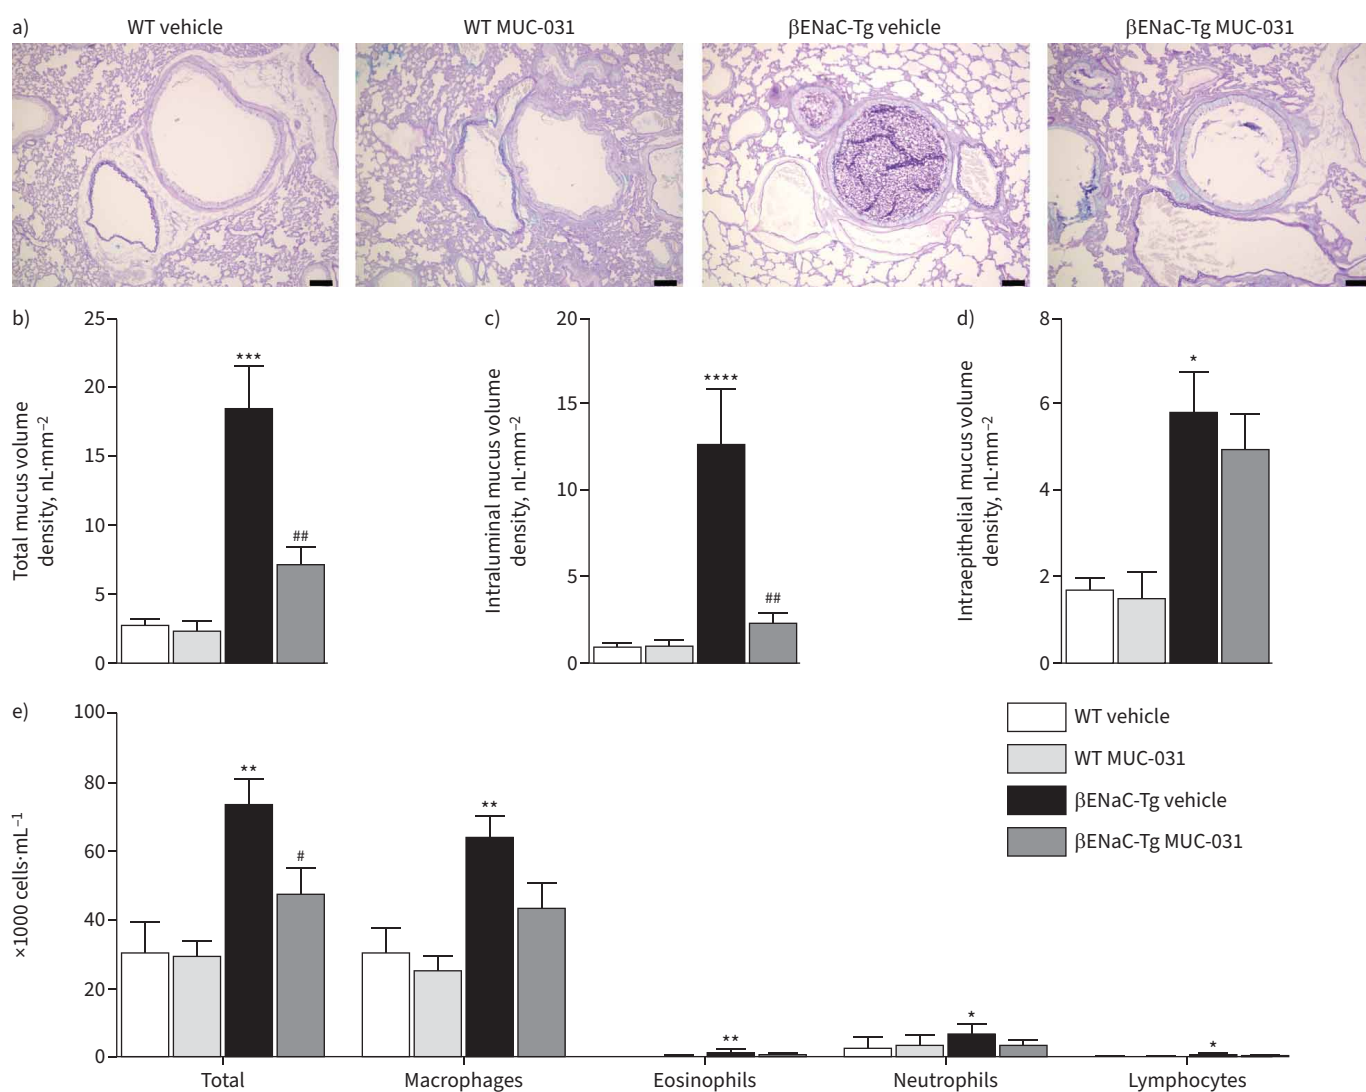 a)
WT vehicle
WT MUC-031
βENaC-Tg vehicle
βENaC-Tg MUC-031
b)
25
20
15
10
5
0
Total mucus volume
density, nL·mm⁻²
***
##
c)
20
15
10
5
0
Intraluminal mucus volume
density, nL·mm⁻²
****
##
d)
8
6
4
2
0
Intraepithelial mucus volume
density, nL·mm⁻²
*
e)
100
80
60
40
20
0
×1000 cells·mL⁻¹
**
#
**
**
*
*
Total
Macrophages
Eosinophils
Neutrophils
Lymphocytes
WT vehicle
WT MUC-031
βENaC-Tg vehicle
βENaC-Tg MUC-031